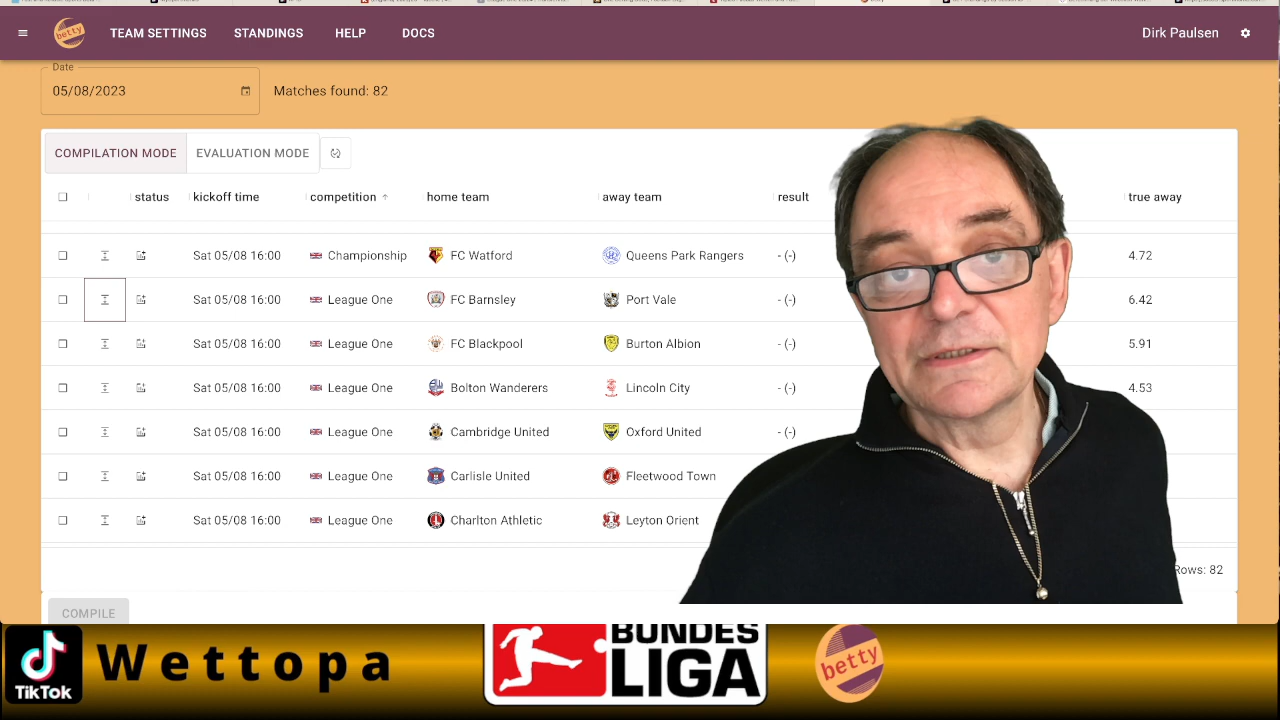 betty TEAM SETTINGS STANDINGS HELP DOCS Dirk Paulsen
Date
05/08/2023 Matches found: 82
COMPILATION MODE EVALUATION MODE
status kickoff time competition home team away team result true away
Sat 05/08 16:00 Championship FC Watford Queens Park Rangers - (-) 4.72
Sat 05/08 16:00 League One FC Barnsley Port Vale - (-) 6.42
Sat 05/08 16:00 League One FC Blackpool Burton Albion - (-) 5.91
Sat 05/08 16:00 League One Bolton Wanderers Lincoln City - (-) 4.53
Sat 05/08 16:00 League One Cambridge United Oxford United - (-)
Sat 05/08 16:00 League One Carlisle United Fleetwood Town
Sat 05/08 16:00 League One Charlton Athletic Leyton Orient
Rows: 82
COMPILE
TikTok Wettopa BUNDES LIGA betty